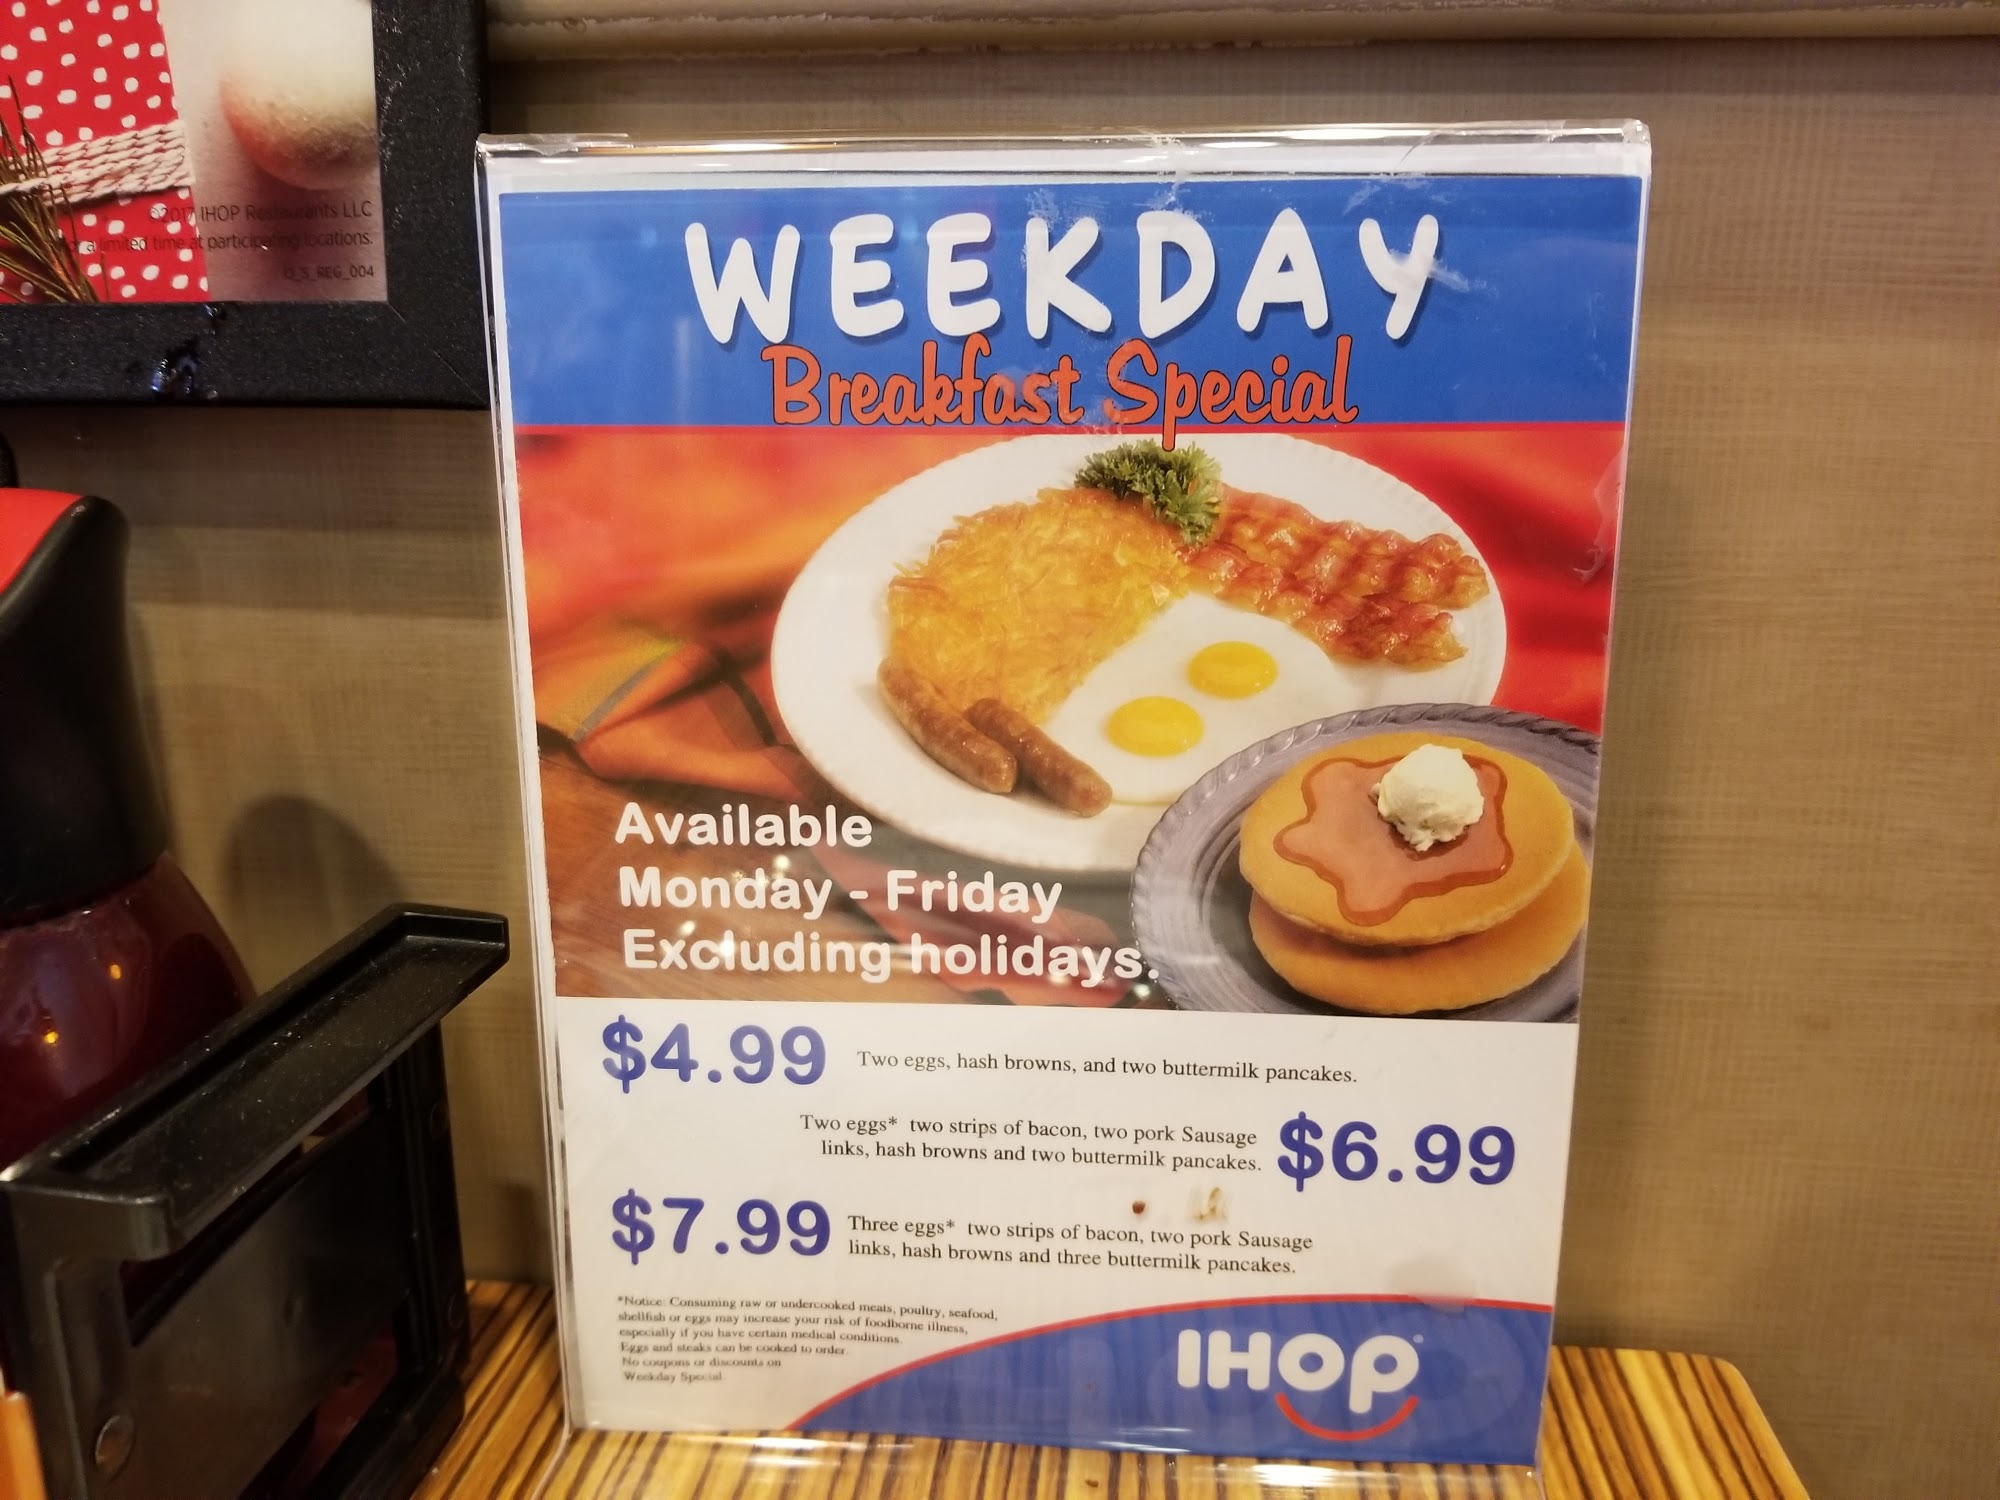 ©2017 IHOP Restaurants LLC
a limited time at participating locations.
S_REG_004
WEEKDAY
Breakfast Special
Available
Monday - Friday
Excluding holidays.
$4.99 Two eggs, hash browns, and two buttermilk pancakes.
Two eggs* two strips of bacon, two pork Sausage
links, hash browns and two buttermilk pancakes. $6.99
$7.99 Three eggs* two strips of bacon, two pork Sausage
links, hash browns and three buttermilk pancakes.
*Notice: Consuming raw or undercooked meats, poultry, seafood,
shellfish or eggs may increase your risk of foodborne illness,
especially if you have certain medical conditions.
Eggs and steaks can be cooked to order.
No coupons or discounts on
Weekday Special.
IHOP